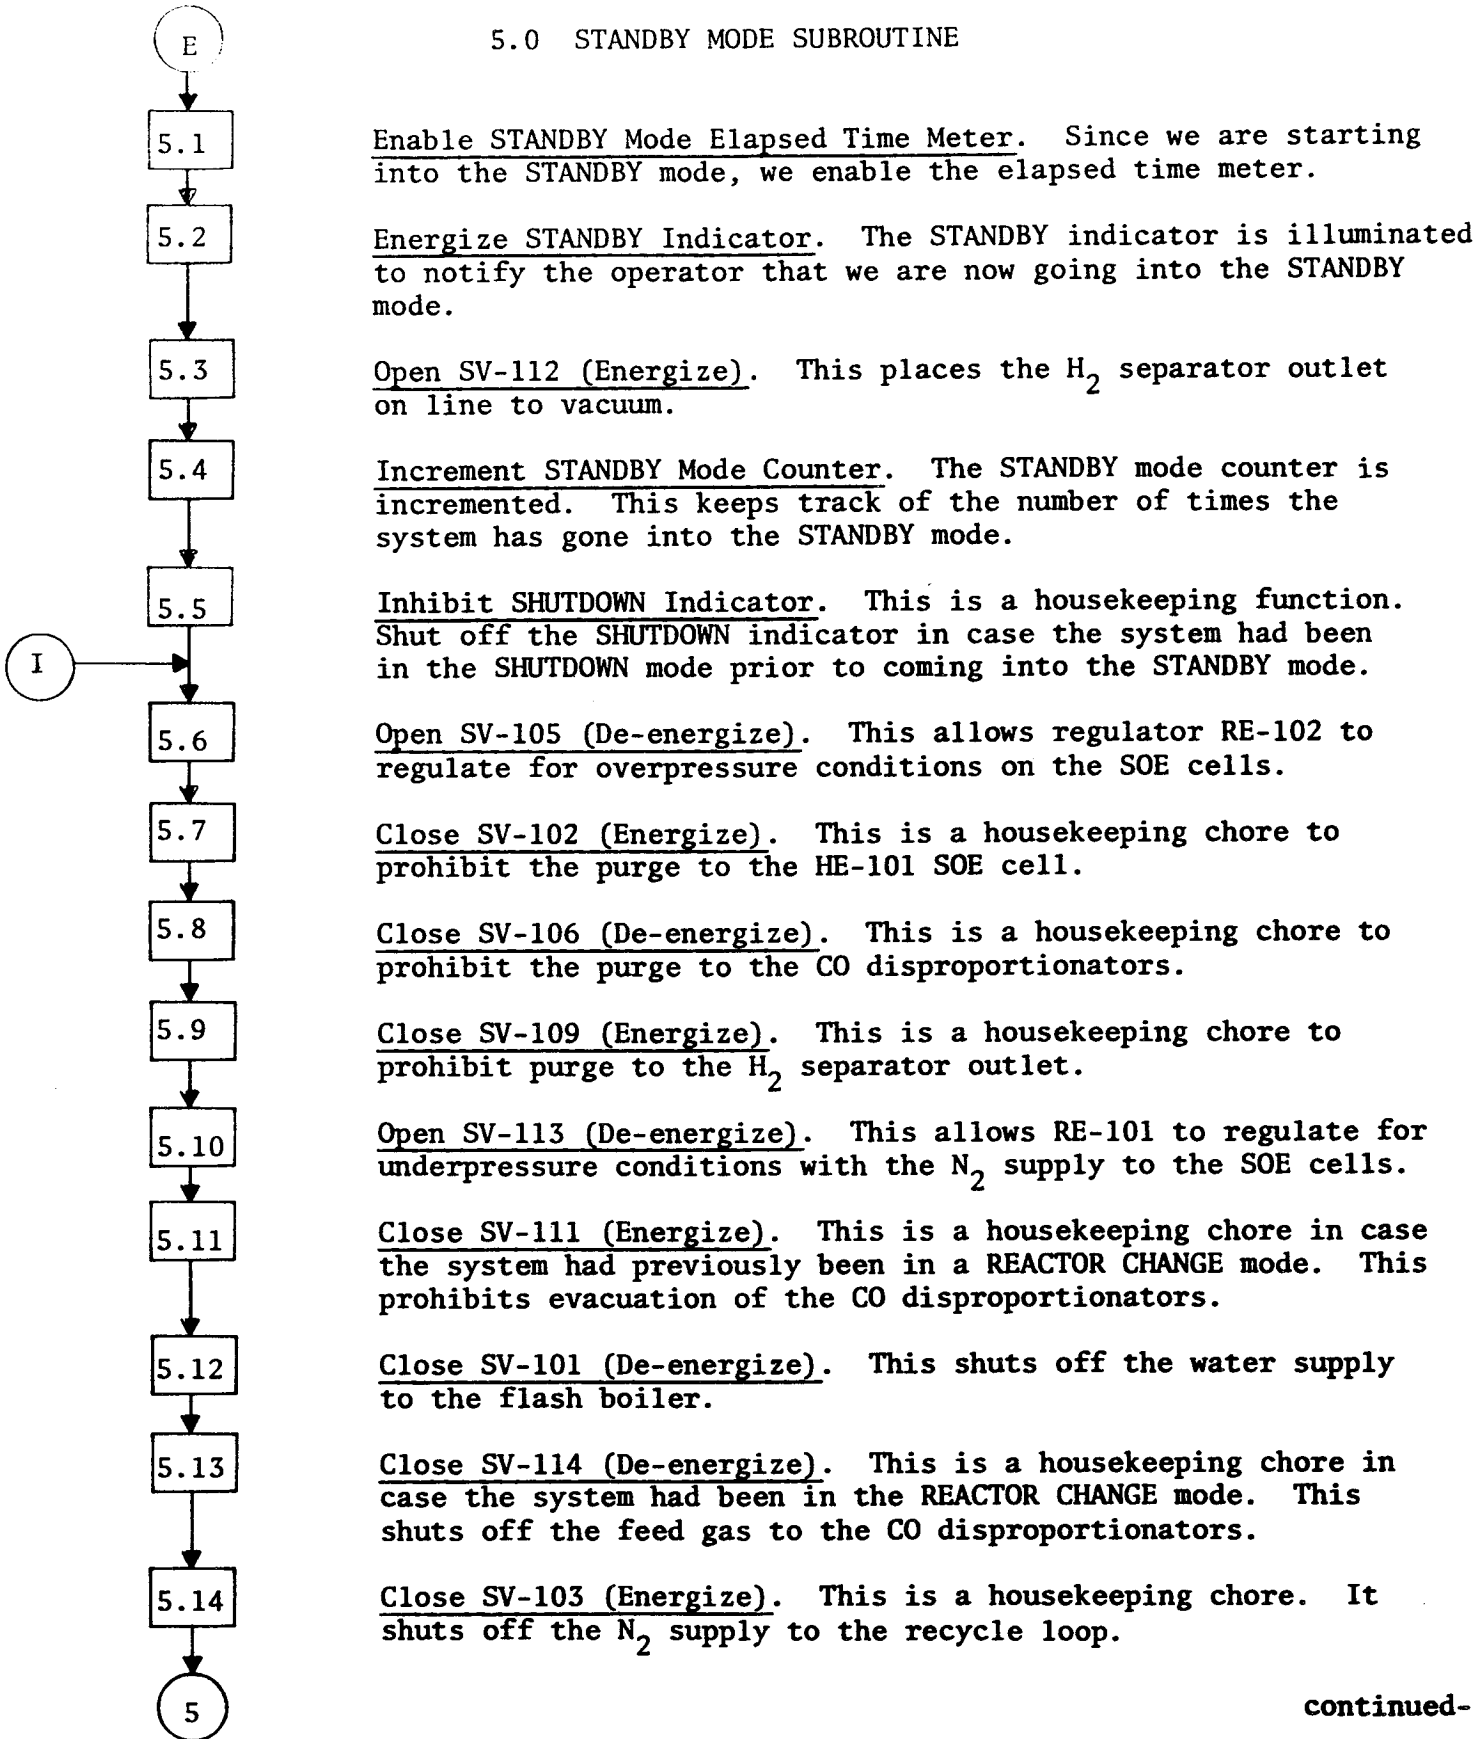 E
5.0 STANDBY MODE SUBROUTINE
5.1
Enable STANDBY Mode Elapsed Time Meter. Since we are starting
into the STANDBY mode, we enable the elapsed time meter.
5.2
Energize STANDBY Indicator. The STANDBY indicator is illuminated
to notify the operator that we are now going into the STANDBY
mode.
5.3
Open SV-112 (Energize). This places the H2 separator outlet
on line to vacuum.
5.4
Increment STANDBY Mode Counter. The STANDBY mode counter is
incremented. This keeps track of the number of times the
system has gone into the STANDBY mode.
5.5
Inhibit SHUTDOWN Indicator. This is a housekeeping function.
Shut off the SHUTDOWN indicator in case the system had been
in the SHUTDOWN mode prior to coming into the STANDBY mode.
I
5.6
Open SV-105 (De-energize). This allows regulator RE-102 to
regulate for overpressure conditions on the SOE cells.
5.7
Close SV-102 (Energize). This is a housekeeping chore to
prohibit the purge to the HE-101 SOE cell.
5.8
Close SV-106 (De-energize). This is a housekeeping chore to
prohibit the purge to the CO disproportionators.
5.9
Close SV-109 (Energize). This is a housekeeping chore to
prohibit purge to the H2 separator outlet.
5.10
Open SV-113 (De-energize). This allows RE-101 to regulate for
underpressure conditions with the N2 supply to the SOE cells.
5.11
Close SV-111 (Energize). This is a housekeeping chore in case
the system had previously been in a REACTOR CHANGE mode. This
prohibits evacuation of the CO disproportionators.
5.12
Close SV-101 (De-energize). This shuts off the water supply
to the flash boiler.
5.13
Close SV-114 (De-energize). This is a housekeeping chore in
case the system had been in the REACTOR CHANGE mode. This
shuts off the feed gas to the CO disproportionators.
5.14
Close SV-103 (Energize). This is a housekeeping chore. It
shuts off the N2 supply to the recycle loop.
5
continued-